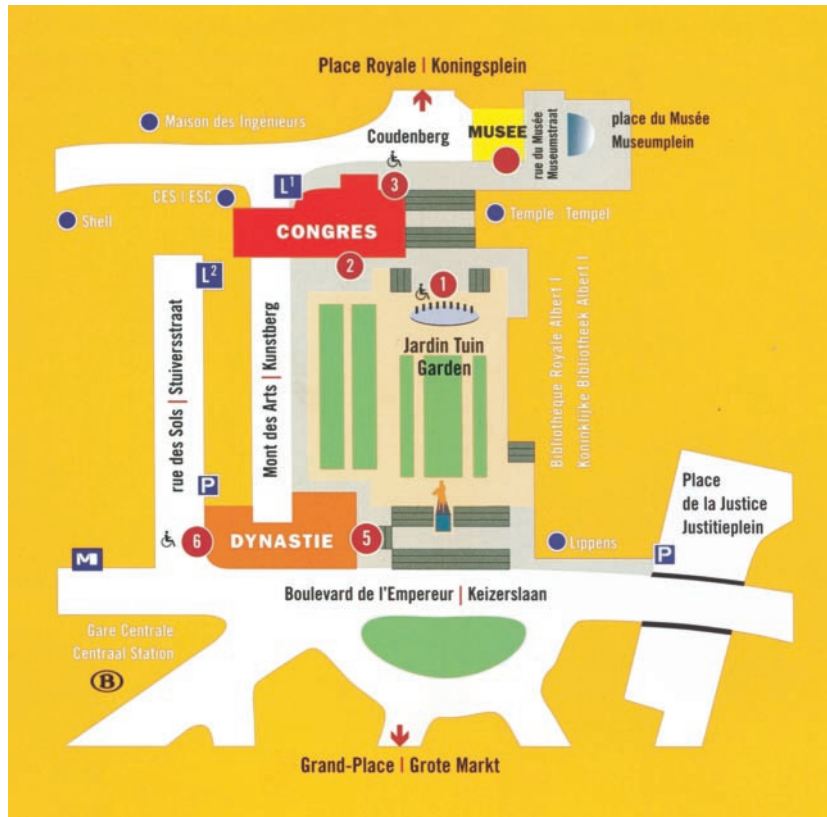 Place Royale | Koningsplein
Maison des Ingenieurs
Coudenberg
MUSEE
rue du Musée
Museumstraat
place du Musée
Museumplein
L1
3
CES | ESC
Shell
CONGRES
Temple Tempel
2
L2
1
Jardin Tuin
Garden
rue des Sols | Stuiversstraat
Mont des Arts | Kunstberg
Bibliotheque Royale Albert I
Koninklijke Bibliotheek Albert I
P
Place
de la Justice
Justitieplein
6
DYNASTIE
5
Lippens
P
M
Boulevard de l'Empereur | Keizerslaan
Gare Centrale
Centraal Station
B
Grand-Place | Grote Markt